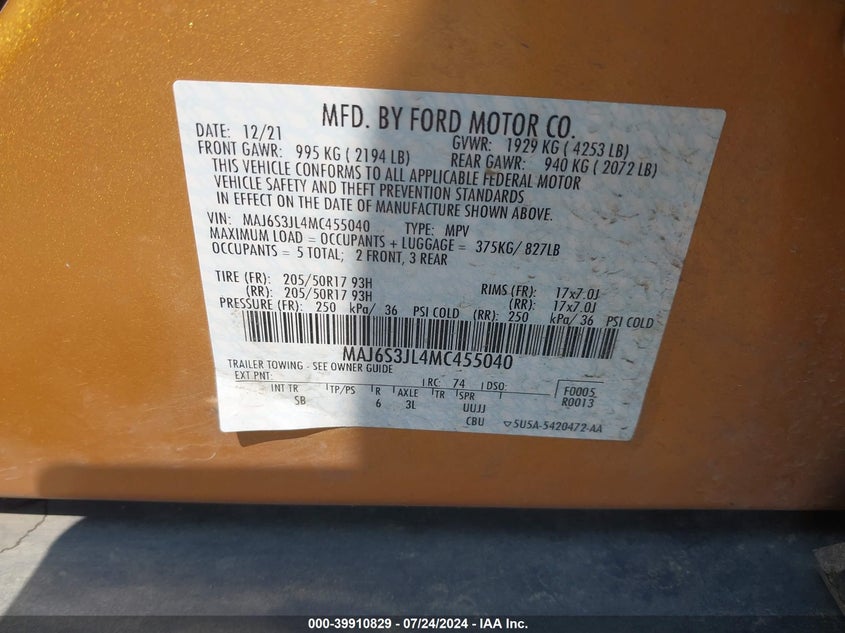 MFD. BY FORD MOTOR CO.
DATE: 12/21 GVWR: 1929 KG ( 4253 LB)
FRONT GAWR: 995 KG ( 2194 LB) REAR GAWR: 940 KG ( 2072 LB)
THIS VEHICLE CONFORMS TO ALL APPLICABLE FEDERAL MOTOR
VEHICLE SAFETY AND THEFT PREVENTION STANDARDS
IN EFFECT ON THE DATE OF MANUFACTURE SHOWN ABOVE.
VIN: MAJ6S3JL4MC455040 TYPE: MPV
MAXIMUM LOAD = OCCUPANTS + LUGGAGE = 375KG/ 827LB
OCCUPANTS = 5 TOTAL; 2 FRONT, 3 REAR
TIRE (FR): 205/50R17 93H RIMS (FR): 17x7.0J
(RR): 205/50R17 93H (RR): 17x7.0J
PRESSURE (FR): 250 kPa/ 36 PSI COLD (RR): 250 kPa/ 36 PSI COLD
MAJ6S3JL4MC455040
TRAILER TOWING - SEE OWNER GUIDE
EXT PNT: RC: 74 DSO: F0005
INT TR TP/PS R AXLE TR SPR R0013
SB 6 3L UUJJ
CBU ▽5U5A-5420472-AA
000-39910829 / 07/24/2024 - IAA Inc.